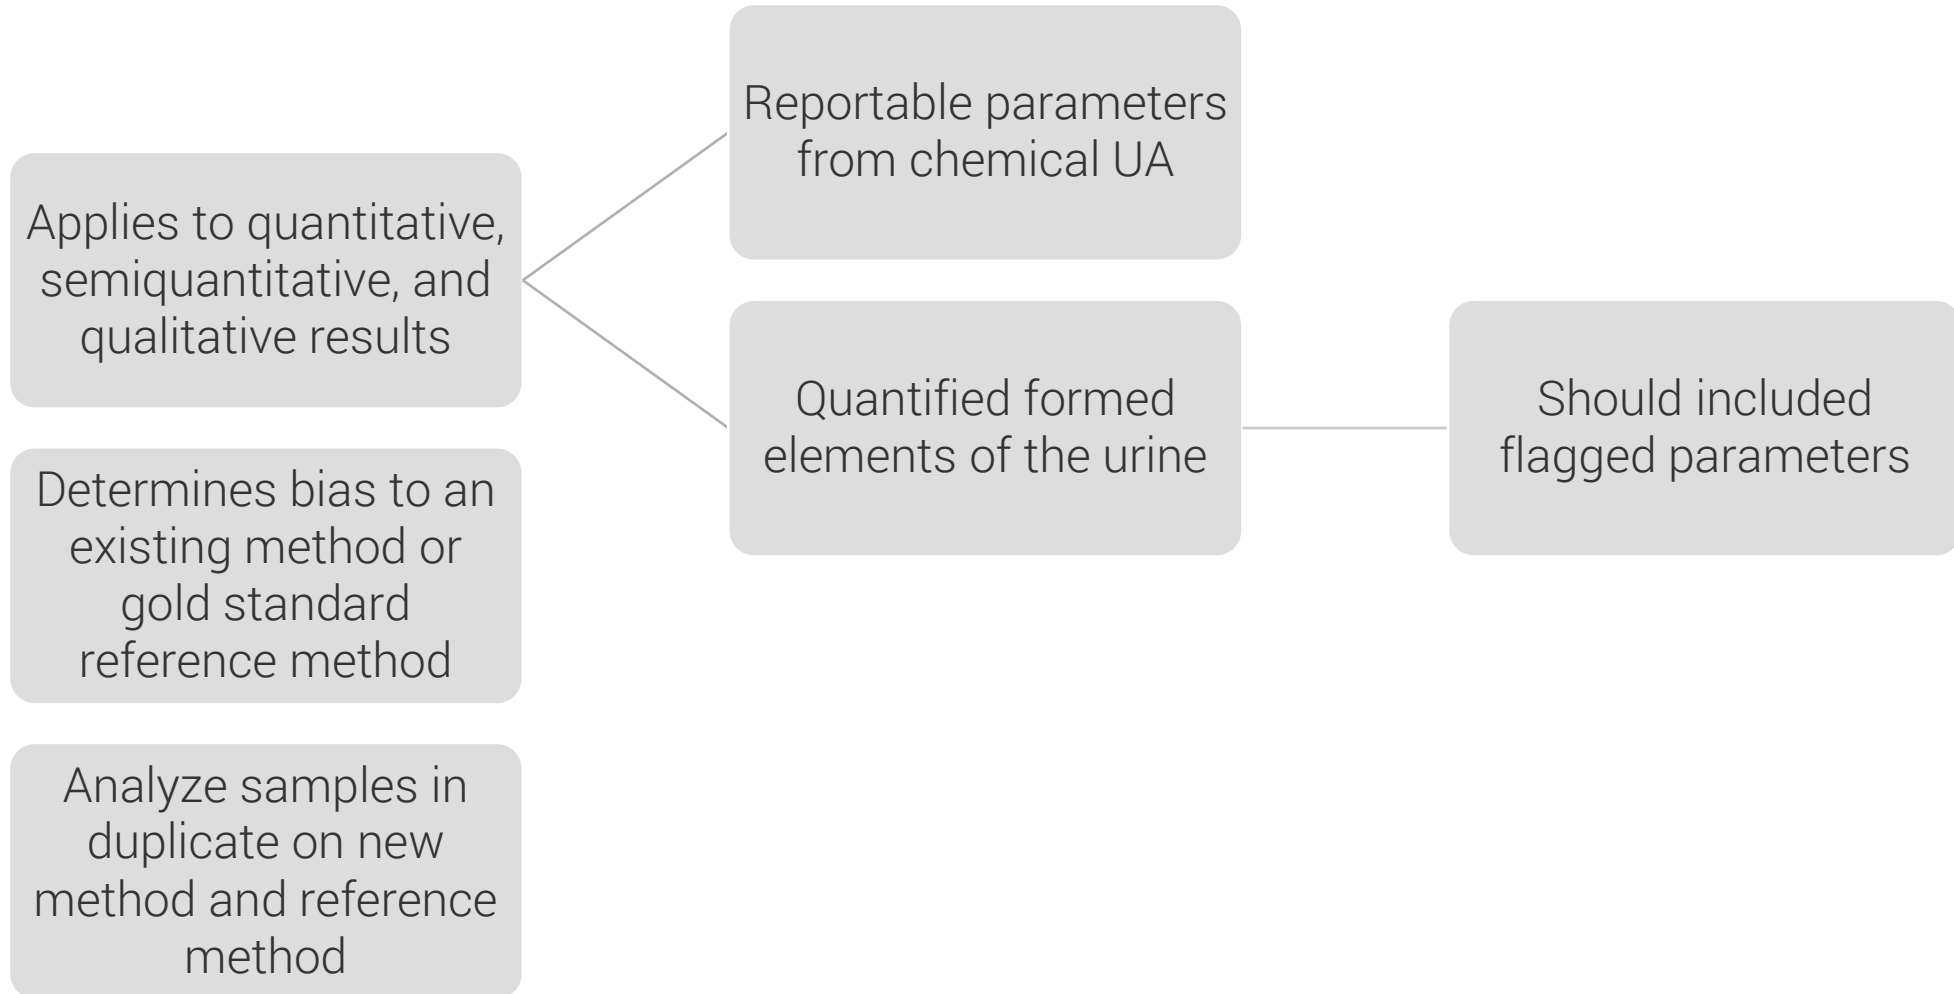 Applies to quantitative,
semiquantitative, and
qualitative results
Reportable parameters
from chemical UA
Quantified formed
elements of the urine
Should included
flagged parameters
Determines bias to an
existing method or
gold standard
reference method
Analyze samples in
duplicate on new
method and reference
method